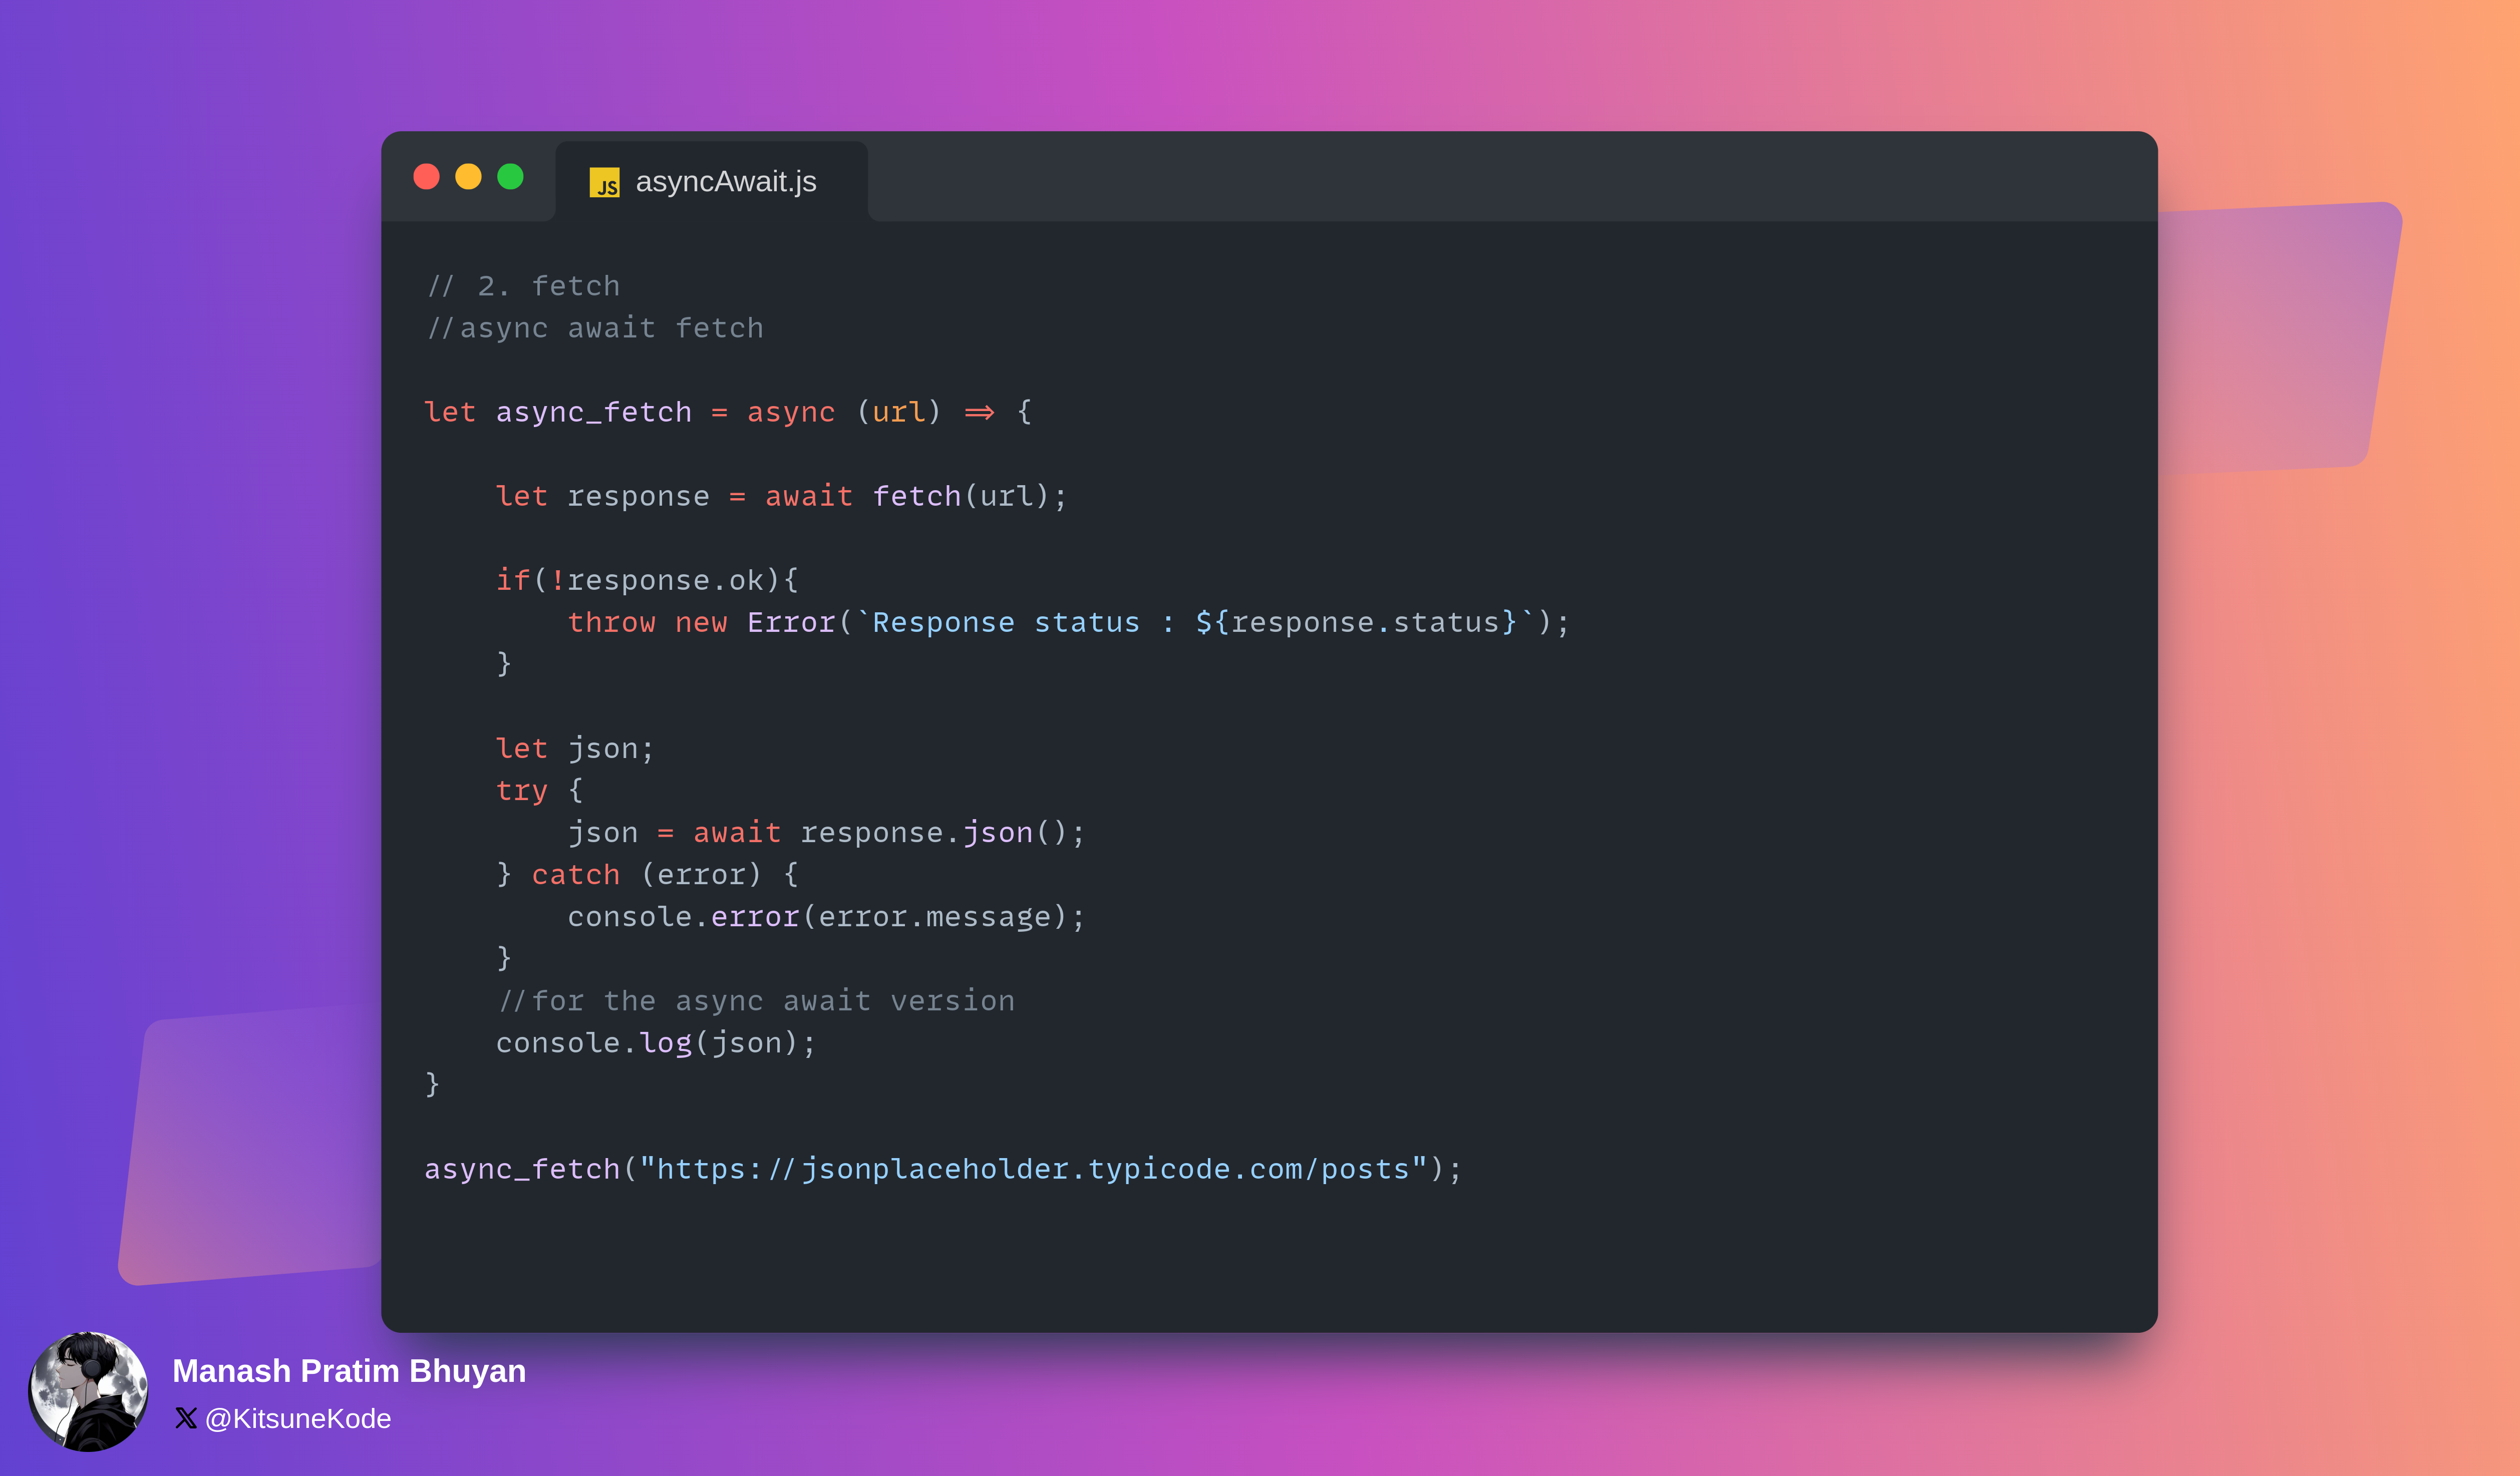 JS asyncAwait.js
// 2. fetch
//async await fetch
let async_fetch = async (url) => {
let response = await fetch(url);
if(!response.ok){
throw new Error(`Response status : ${response.status}`);
}
let json;
try {
json = await response.json();
} catch (error) {
console.error(error.message);
}
//for the async await version
console.log(json);
}
async_fetch("https://jsonplaceholder.typicode.com/posts");
Manash Pratim Bhuyan
@KitsuneKode